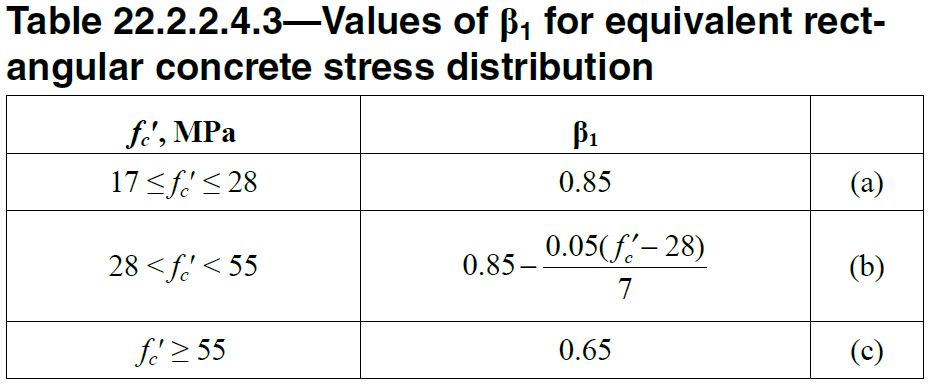 Table 22.2.2.4.3—Values of β₁ for equivalent rect-
angular concrete stress distribution
fc′, MPa β₁
17 ≤ fc′ ≤ 28 0.85 (a)
28 < fc′ < 55 0.85 – 0.05(fc′ – 28) / 7 (b)
fc′ ≥ 55 0.65 (c)